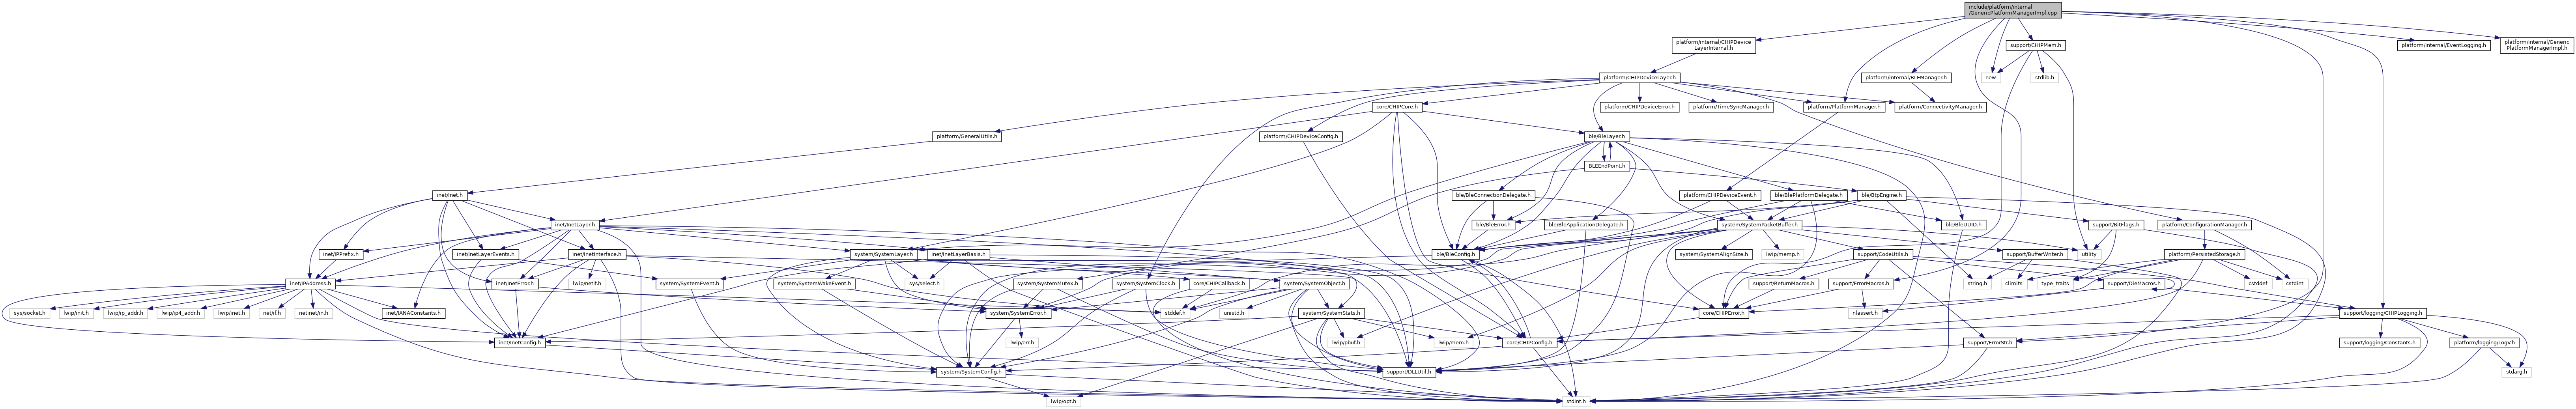 include/platform/internal
/GenericPlatformManagerImpl.cpp
platform/internal/CHIPDevice
LayerInternal.h
support/CHIPMem.h
platform/internal/EventLogging.h
platform/internal/Generic
PlatformManagerImpl.h
platform/CHIPDeviceLayer.h
platform/internal/BLEManager.h
new
stdlib.h
core/CHIPCore.h
platform/CHIPDeviceError.h
platform/TimeSyncManager.h
platform/PlatformManager.h
platform/ConnectivityManager.h
platform/GeneralUtils.h
platform/CHIPDeviceConfig.h
ble/BleLayer.h
BLEEndPoint.h
inet/Inet.h
ble/BleConnectionDelegate.h
platform/CHIPDeviceEvent.h
ble/BlePlatformDelegate.h
ble/BtpEngine.h
inet/InetLayer.h
ble/BleError.h
ble/BleApplicationDelegate.h
system/SystemPacketBuffer.h
ble/BleUUID.h
support/BitFlags.h
platform/ConfigurationManager.h
inet/IPPrefix.h
inet/InetLayerEvents.h
inet/InetInterface.h
system/SystemLayer.h
inet/InetLayerBasis.h
ble/BleConfig.h
system/SystemAlignSize.h
lwip/memp.h
support/CodeUtils.h
support/BufferWriter.h
utility
platform/PersistedStorage.h
inet/IPAddress.h
inet/InetError.h
lwip/netif.h
system/SystemEvent.h
system/SystemWakeEvent.h
sys/select.h
system/SystemMutex.h
system/SystemClock.h
core/CHIPCallback.h
system/SystemObject.h
support/ReturnMacros.h
support/ErrorMacros.h
string.h
climits
type_traits
support/DieMacros.h
cstddef
cstdint
sys/socket.h
lwip/init.h
lwip/ip_addr.h
lwip/ip4_addr.h
lwip/inet.h
net/if.h
netinet/in.h
inet/IANAConstants.h
system/SystemError.h
stddef.h
unistd.h
system/SystemStats.h
core/CHIPError.h
nlassert.h
support/logging/CHIPLogging.h
inet/InetConfig.h
lwip/err.h
lwip/pbuf.h
lwip/mem.h
core/CHIPConfig.h
support/ErrorStr.h
support/logging/Constants.h
platform/logging/LogV.h
system/SystemConfig.h
support/DLLUtil.h
stdarg.h
lwip/opt.h
stdint.h